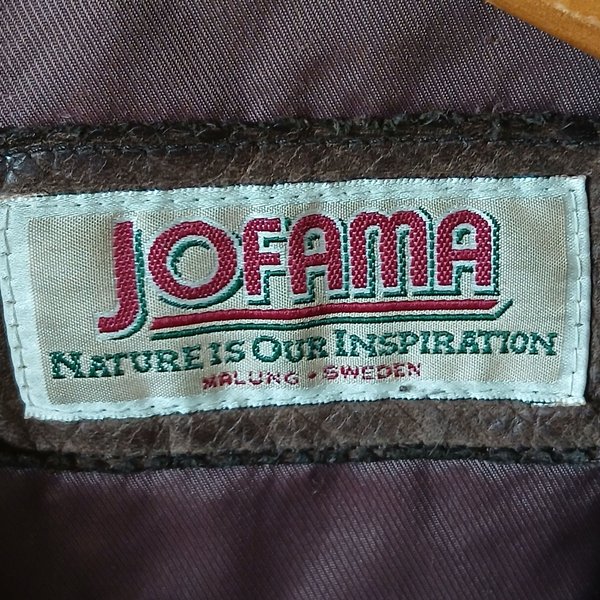 JOFAMA
NATURE IS OUR INSPIRATION
MALUNG • SWEDEN